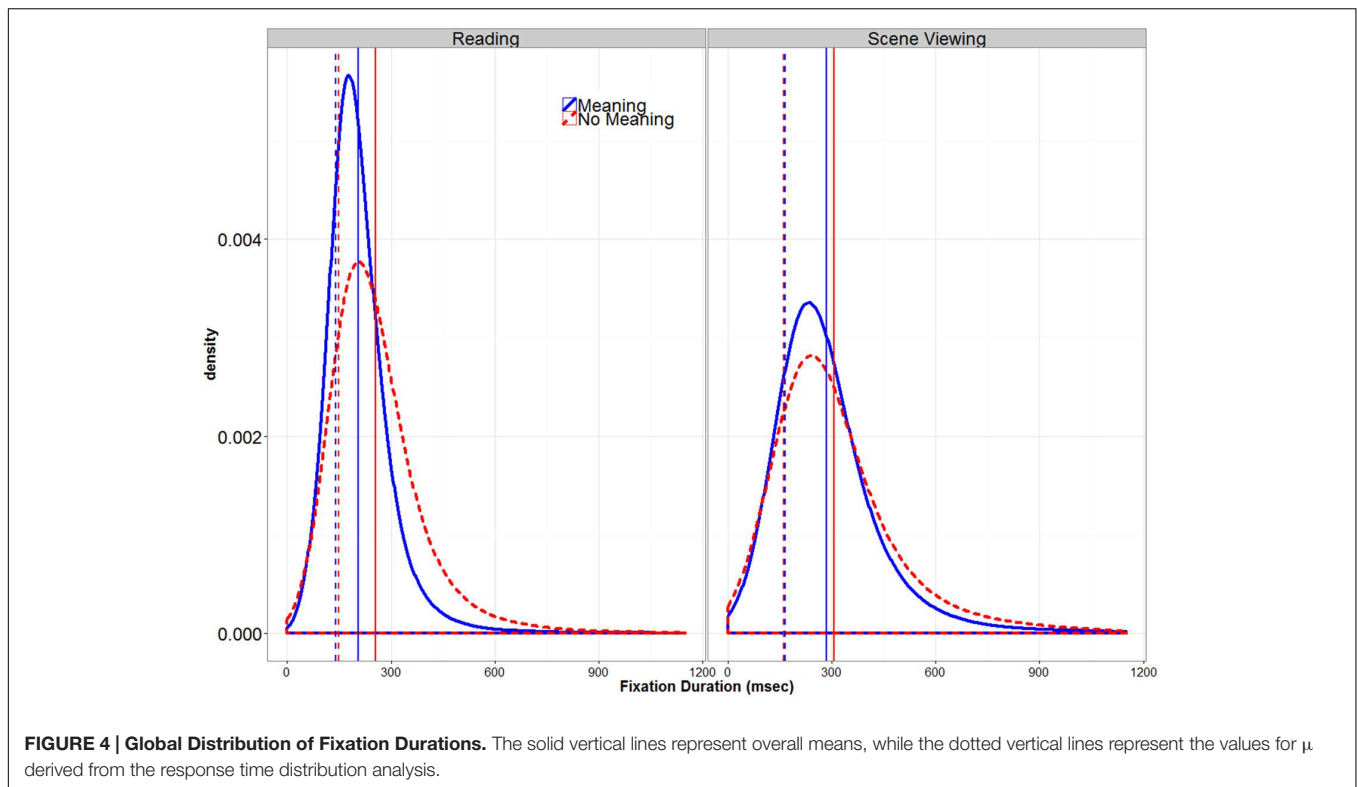 Reading
Scene Viewing
Meaning
No Meaning
density
0.004
0.002
0.000
0
300
600
900
1200
0
300
600
900
1200
Fixation Duration (msec)
FIGURE 4 | Global Distribution of Fixation Durations. The solid vertical lines represent overall means, while the dotted vertical lines represent the values for μ
derived from the response time distribution analysis.